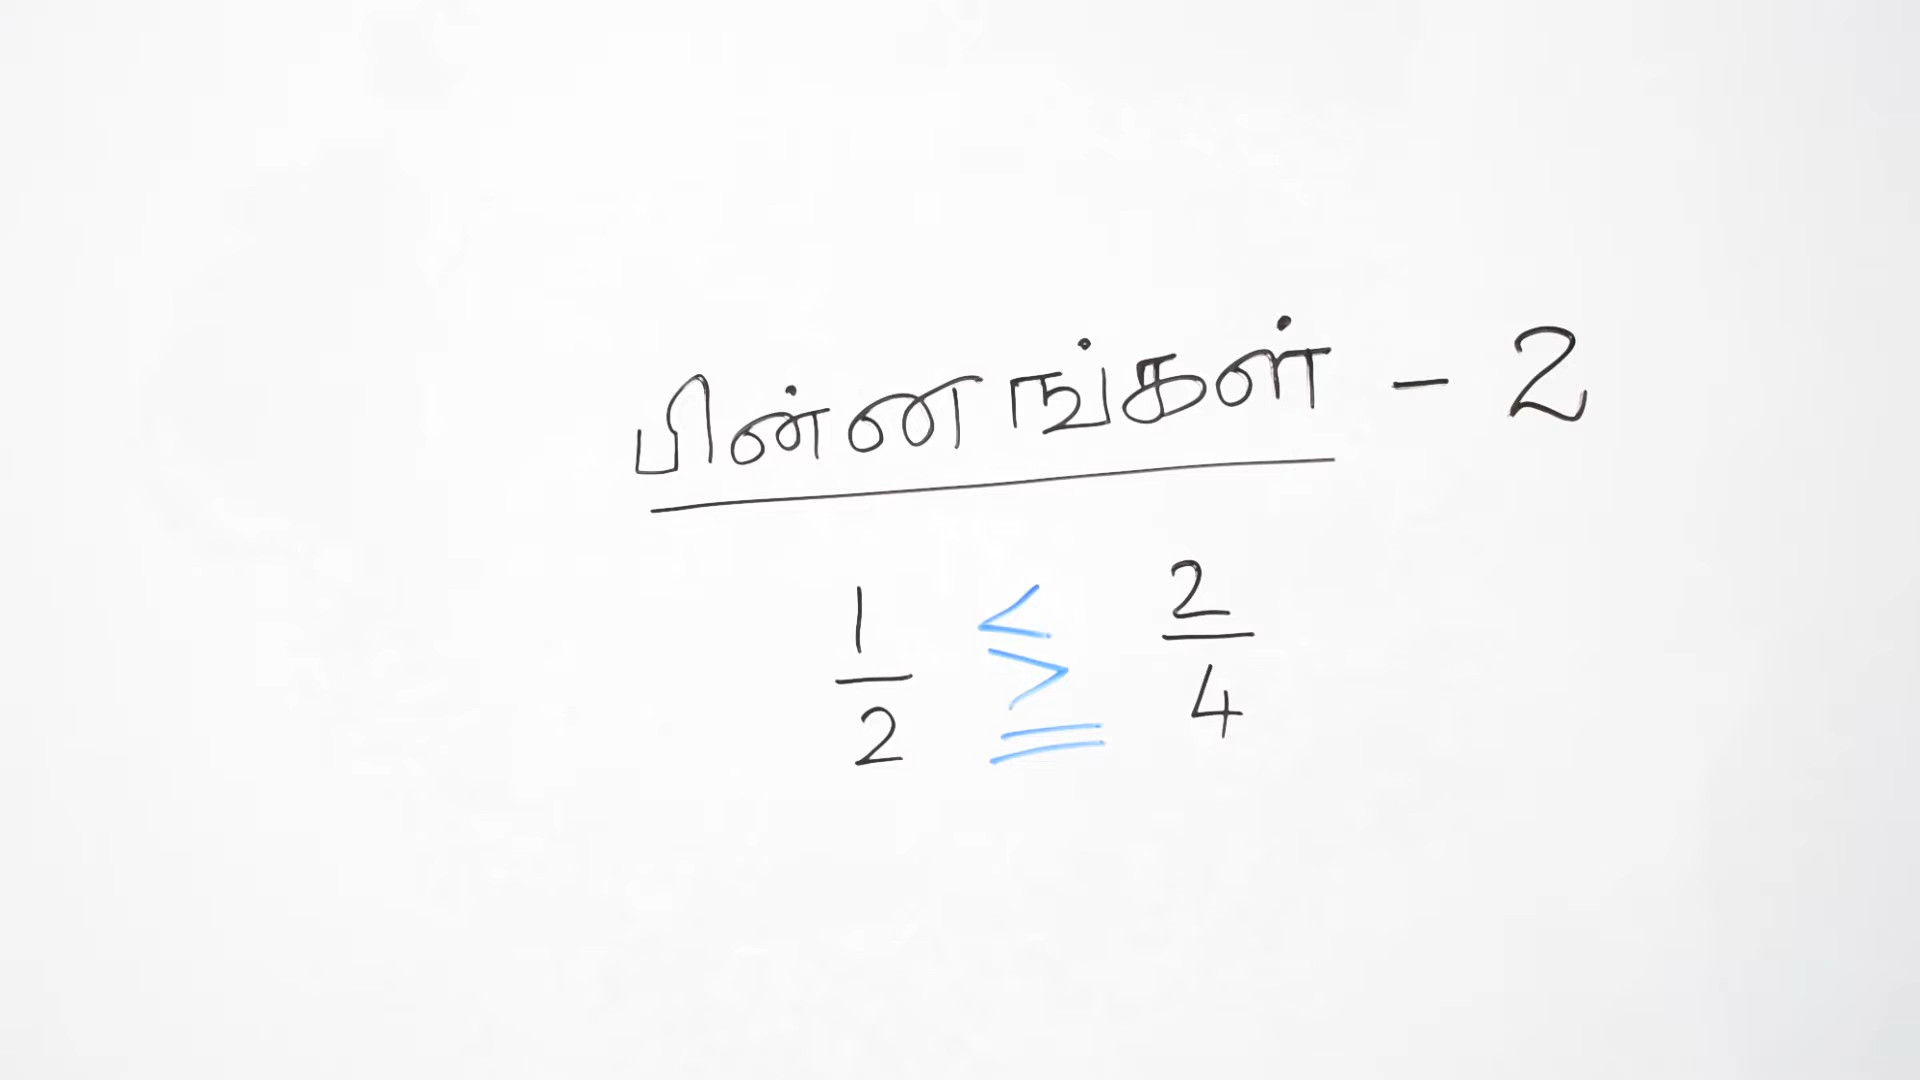 பின்னங்கள் - 2
1/2 < > = 2/4